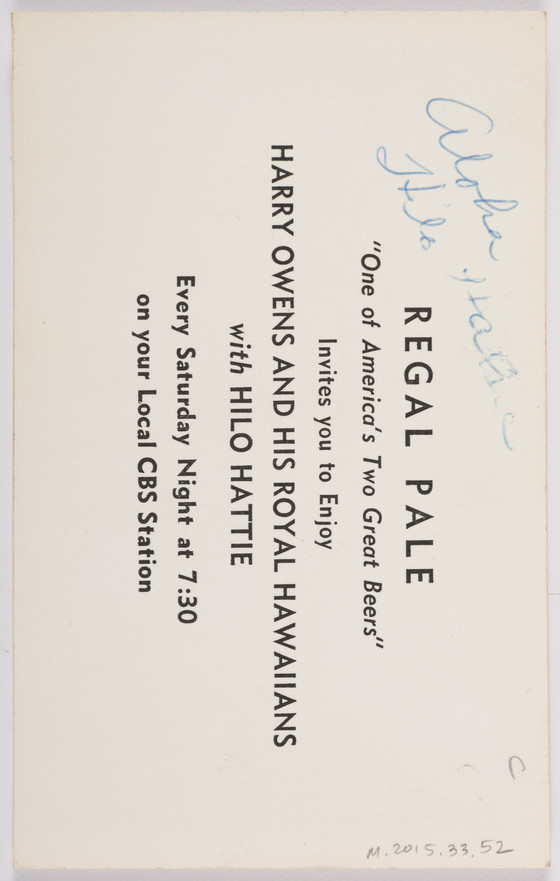 Aloha
Hilo Hattie
REGAL PALE
"One of America's Two Great Beers"
Invites you to Enjoy
HARRY OWENS AND HIS ROYAL HAWAIIANS
with HILO HATTIE
Every Saturday Night at 7:30
on your Local CBS Station
C
M.2015.33.52